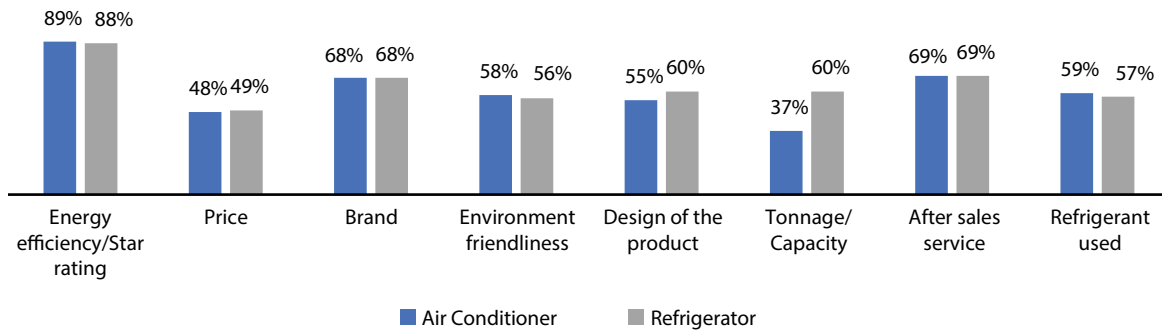 89% 88%
48% 49%
68% 68%
58% 56%
55% 60%
37% 60%
69% 69%
59% 57%
Energy
efficiency/Star
rating
Price
Brand
Environment
friendliness
Design of the
product
Tonnage/
Capacity
After sales
service
Refrigerant
used
Air Conditioner
Refrigerator